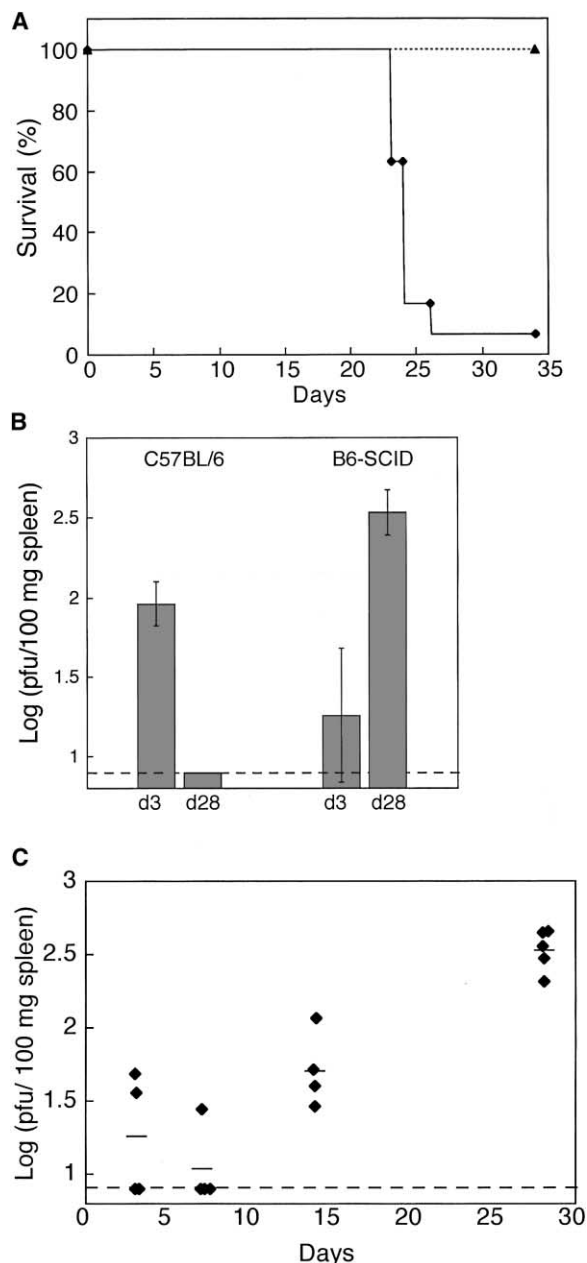 A
Survival (%)
100
80
60
40
20
0
0 5 10 15 20 25 30 35
Days
B
Log (pfu/100 mg spleen)
3
2.5
2
1.5
1
C57BL/6 B6-SCID
d3 d28 d3 d28
C
Log (pfu/ 100 mg spleen)
3
2.5
2
1.5
1
0 5 10 15 20 25 30
Days